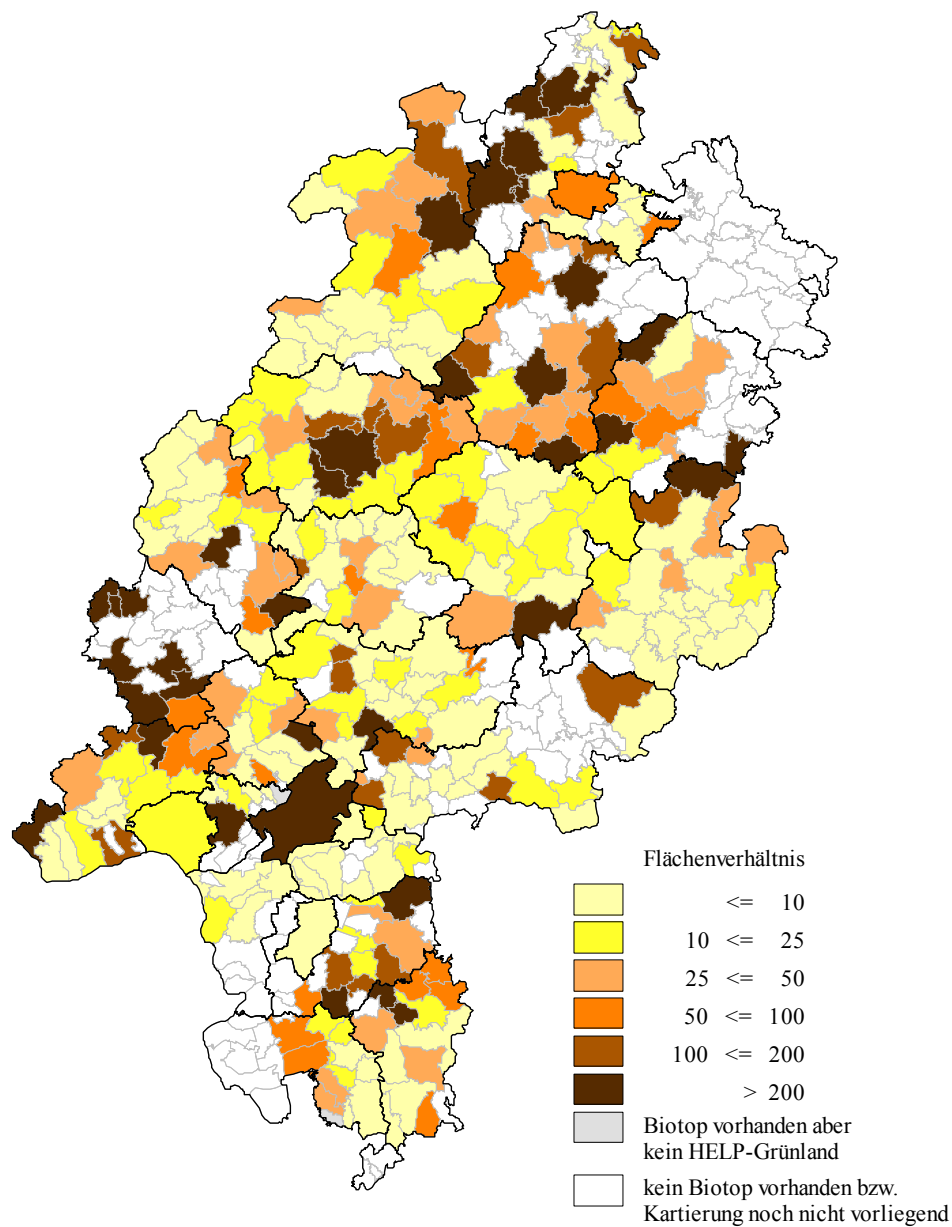 Flächenverhältnis
<= 10
10 <= 25
25 <= 50
50 <= 100
100 <= 200
> 200
Biotop vorhanden aber
kein HELP-Grünland
kein Biotop vorhanden bzw.
Kartierung noch nicht vorliegend